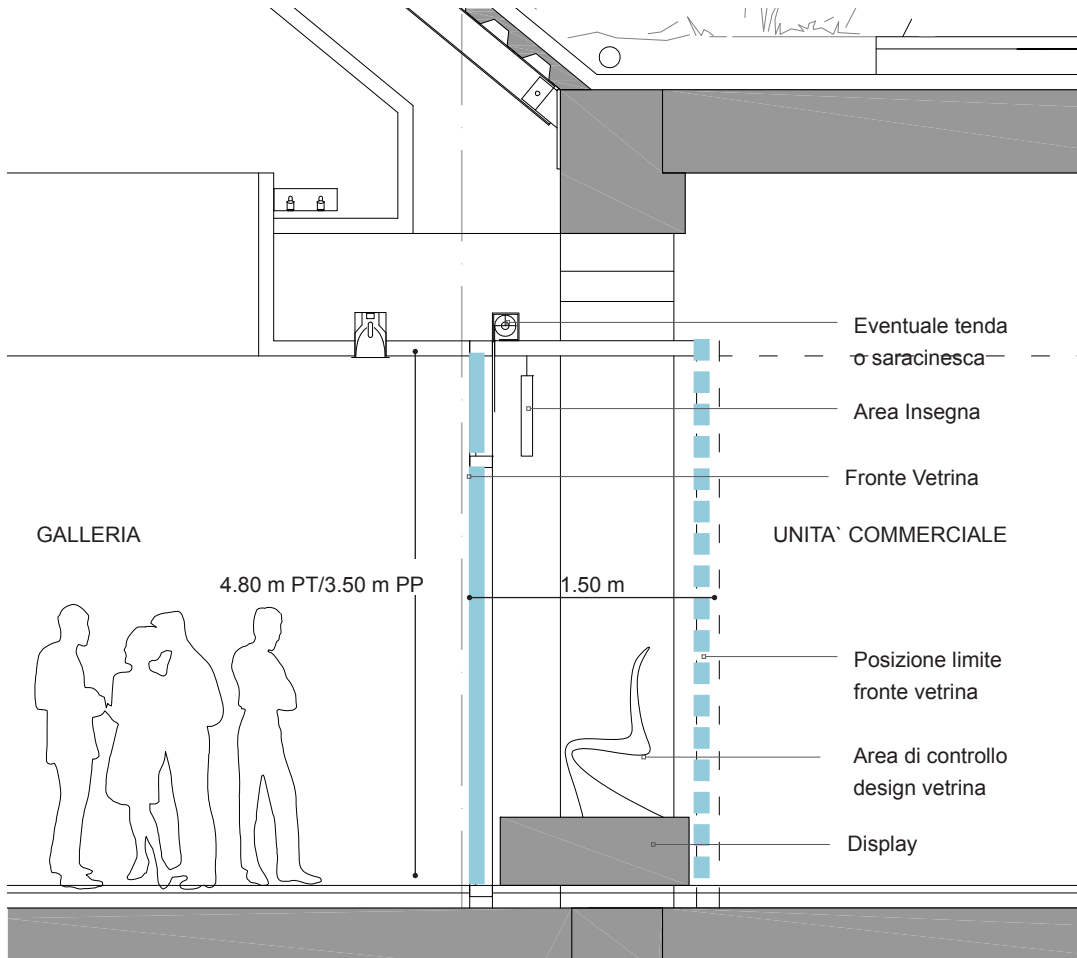 Eventuale tenda
o saracinesca
Area Insegna
Fronte Vetrina
GALLERIA
UNITA` COMMERCIALE
4.80 m PT/3.50 m PP
1.50 m
Posizione limite
fronte vetrina
Area di controllo
design vetrina
Display